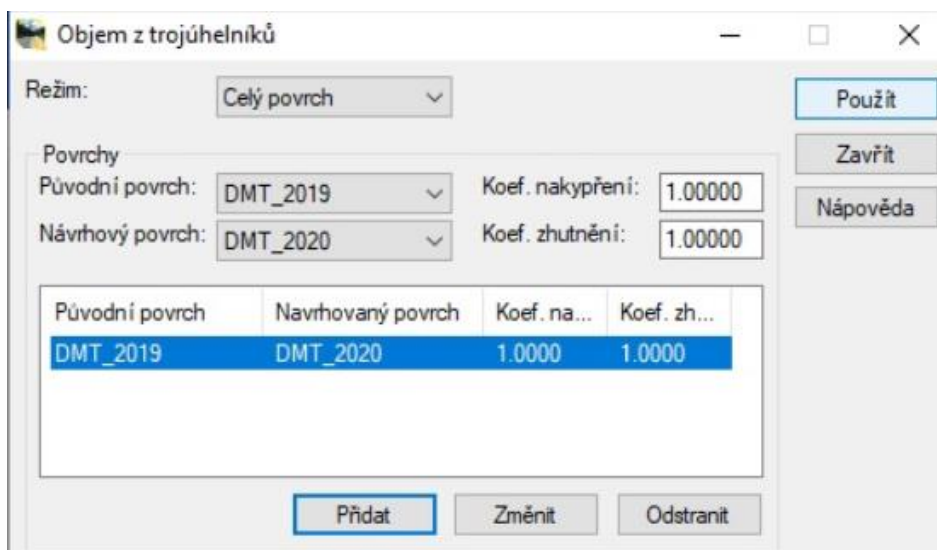 Objem z trojúhelníků
Režim: Celý povrch Použít
Povrchy Zavřít
Původní povrch: DMT_2019 Koef. nakypření: 1.00000 Nápověda
Návrhový povrch: DMT_2020 Koef. zhutnění: 1.00000
Původní povrch Navrhovaný povrch Koef. na... Koef. zh...
DMT_2019 DMT_2020 1.0000 1.0000
Přidat Změnit Odstranit